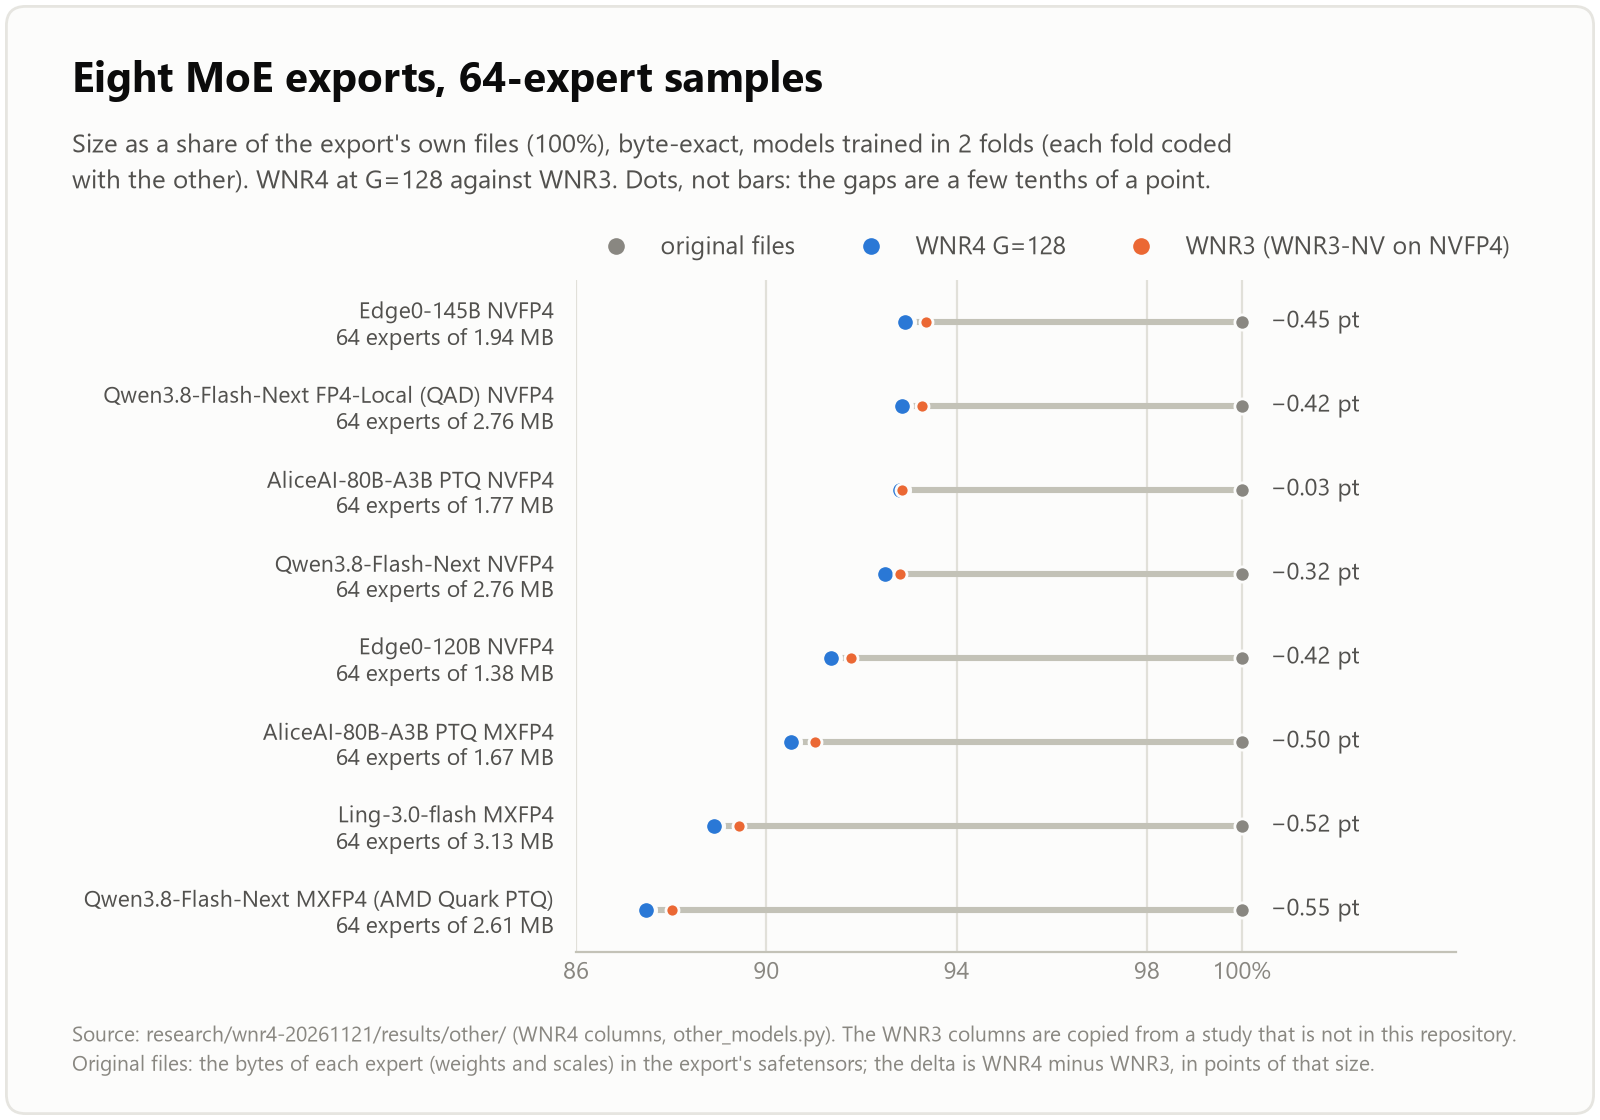 Eight MoE exports, 64-expert samples
Size as a share of the export's own files (100%), byte-exact, models trained in 2 folds (each fold coded
with the other). WNR4 at G=128 against WNR3. Dots, not bars: the gaps are a few tenths of a point.
original files
WNR4 G=128
WNR3 (WNR3-NV on NVFP4)
Edge0-145B NVFP4
64 experts of 1.94 MB
−0.45 pt
Qwen3.8-Flash-Next FP4-Local (QAD) NVFP4
64 experts of 2.76 MB
−0.42 pt
AliceAI-80B-A3B PTQ NVFP4
64 experts of 1.77 MB
−0.03 pt
Qwen3.8-Flash-Next NVFP4
64 experts of 2.76 MB
−0.32 pt
Edge0-120B NVFP4
64 experts of 1.38 MB
−0.42 pt
AliceAI-80B-A3B PTQ MXFP4
64 experts of 1.67 MB
−0.50 pt
Ling-3.0-flash MXFP4
64 experts of 3.13 MB
−0.52 pt
Qwen3.8-Flash-Next MXFP4 (AMD Quark PTQ)
64 experts of 2.61 MB
−0.55 pt
86
90
94
98
100%
Source: research/wnr4-20261121/results/other/ (WNR4 columns, other_models.py). The WNR3 columns are copied from a study that is not in this repository.
Original files: the bytes of each expert (weights and scales) in the export's safetensors; the delta is WNR4 minus WNR3, in points of that size.